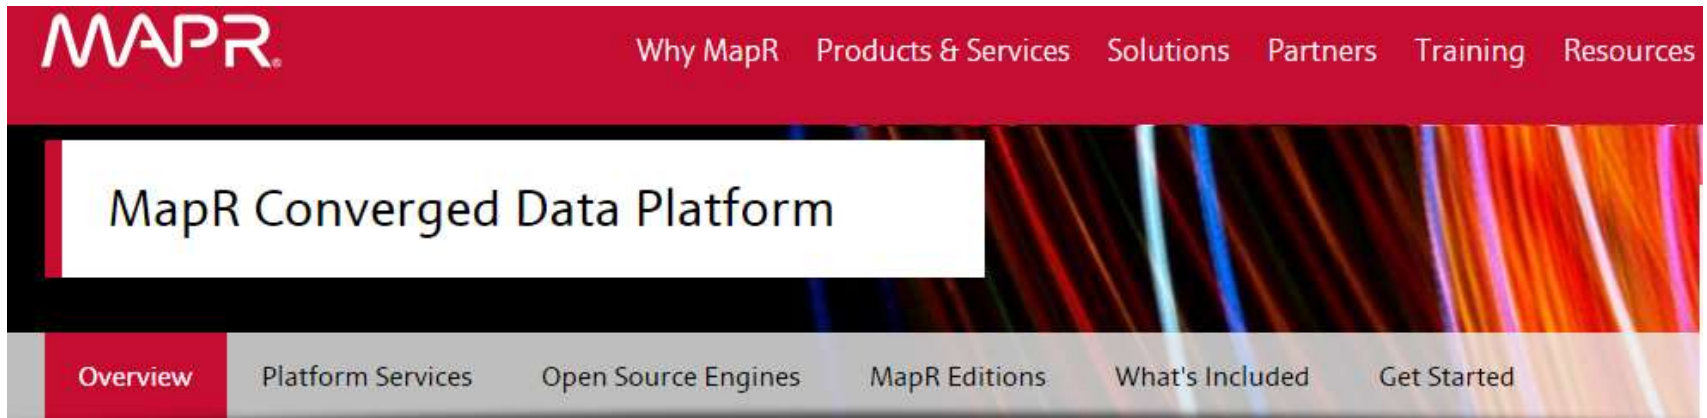 MAPR®
Why MapR Products & Services Solutions Partners Training Resources
MapR Converged Data Platform
Overview Platform Services Open Source Engines MapR Editions What's Included Get Started